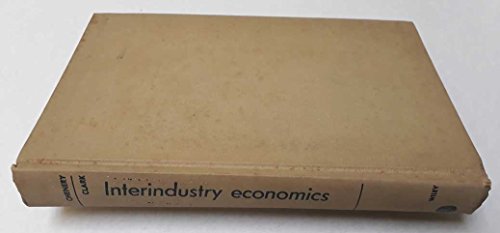 CHENERY
CLARK
Interindustry economics
WILEY